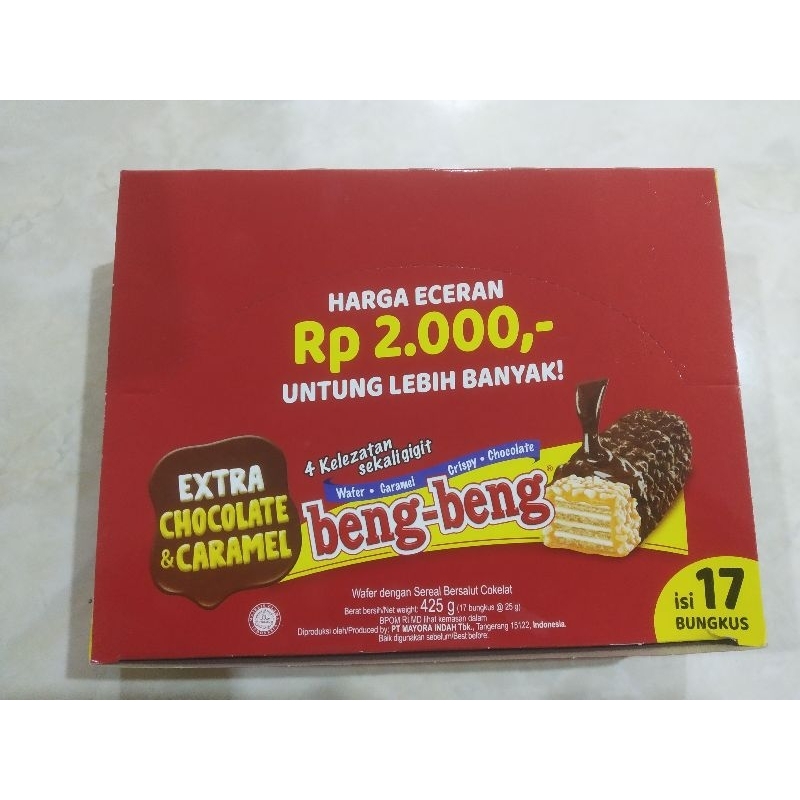 HARGA ECERAN
Rp 2.000,-
UNTUNG LEBIH BANYAK!
4 Kelezatan
sekali gigit
Wafer • Caramel Crispy • Chocolate
beng-beng®
EXTRA
CHOCOLATE
& CARAMEL
Wafer dengan Sereal Bersalut Cokelat
Berat bersih/Net weight: 425 g (17 bungkus @ 25 g)
BPOM RI MD lihat kemasan dalam
Diproduksi oleh/Produced by: PT MAYORA INDAH Tbk., Tangerang 15122, Indonesia.
Baik digunakan sebelum/Best before:
isi 17
BUNGKUS